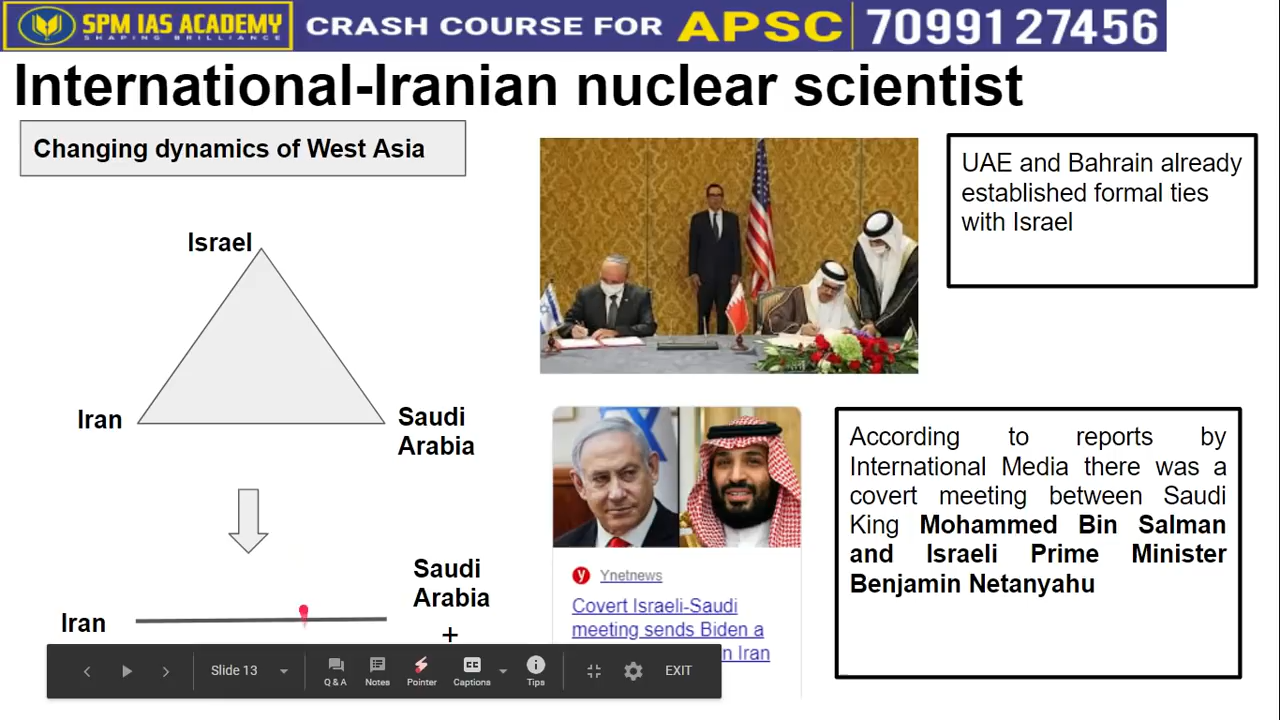 SPM IAS ACADEMY
SHAPING BRILLIANCE
CRASH COURSE FOR APSC 7099127456
International-Iranian nuclear scientist
Changing dynamics of West Asia
Israel
Iran
Saudi
Arabia
Iran
Saudi
Arabia
+
UAE and Bahrain already
established formal ties
with Israel
Ynetnews
Covert Israeli-Saudi
meeting sends Biden a
n Iran
According to reports by
International Media there was a
covert meeting between Saudi
King Mohammed Bin Salman
and Israeli Prime Minister
Benjamin Netanyahu
Slide 13
Q & A
Notes
Pointer
Captions
Tips
EXIT